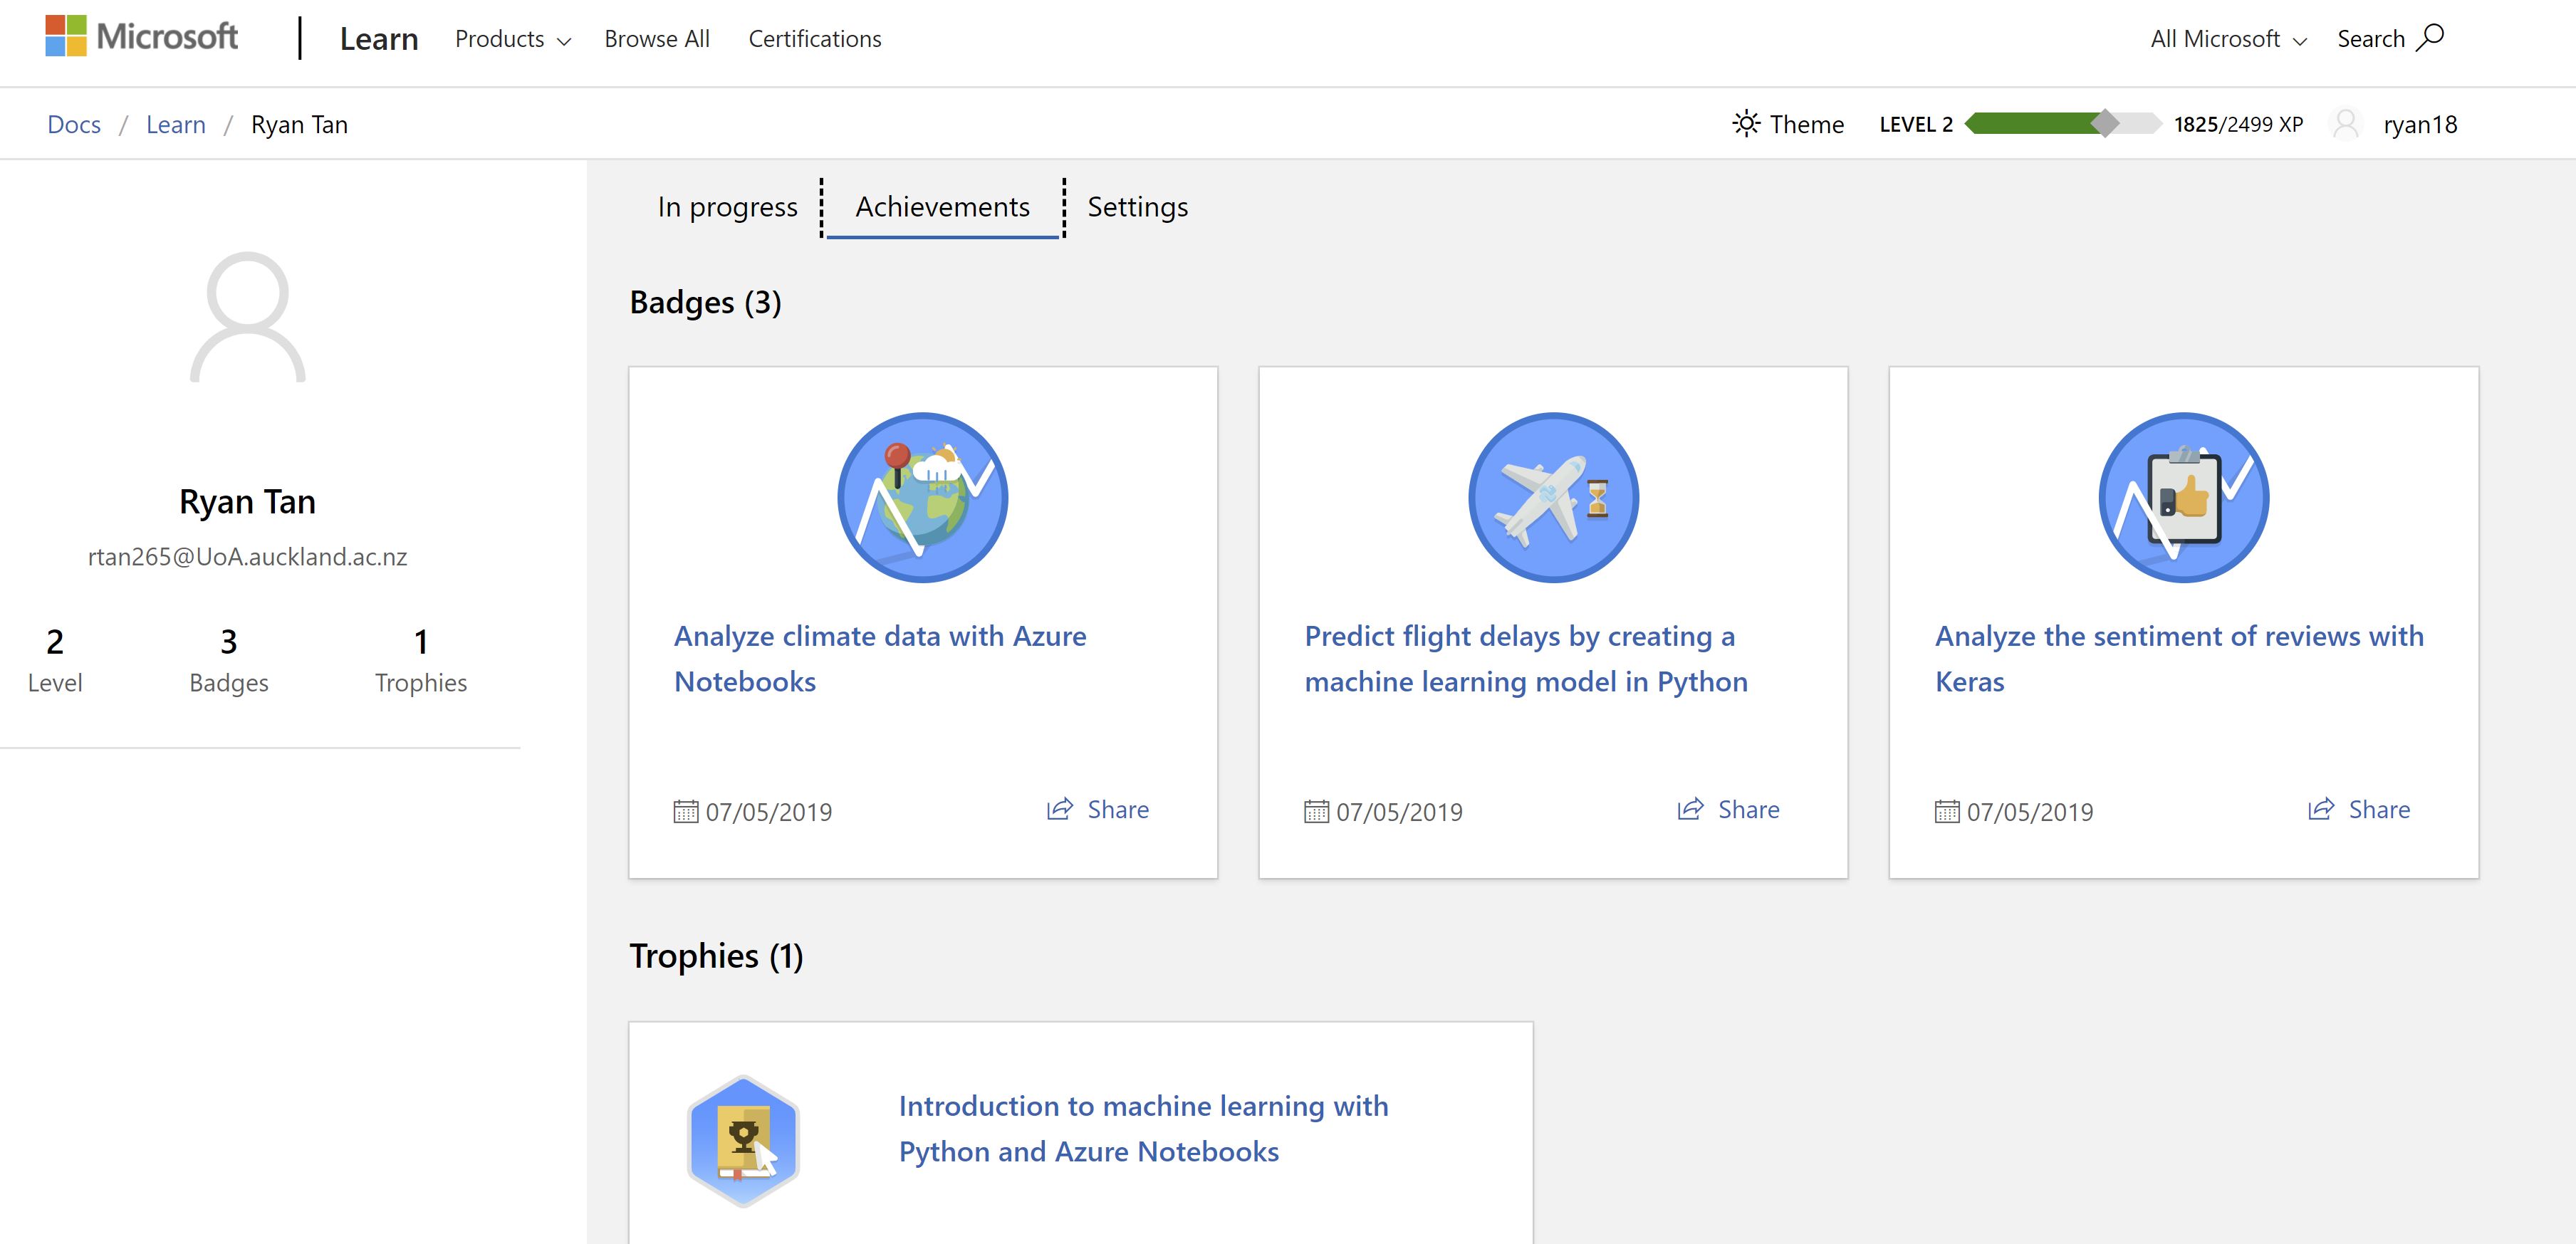 Microsoft
Learn
Products
Browse All
Certifications
All Microsoft
Search
Docs / Learn / Ryan Tan
Theme
LEVEL 2
1825/2499 XP
ryan18
Ryan Tan
rtan265@UoA.auckland.ac.nz
2
Level
3
Badges
1
Trophies
In progress
Achievements
Settings
Badges (3)
Analyze climate data with Azure
Notebooks
07/05/2019
Share
Predict flight delays by creating a
machine learning model in Python
07/05/2019
Share
Analyze the sentiment of reviews with
Keras
07/05/2019
Share
Trophies (1)
Introduction to machine learning with
Python and Azure Notebooks